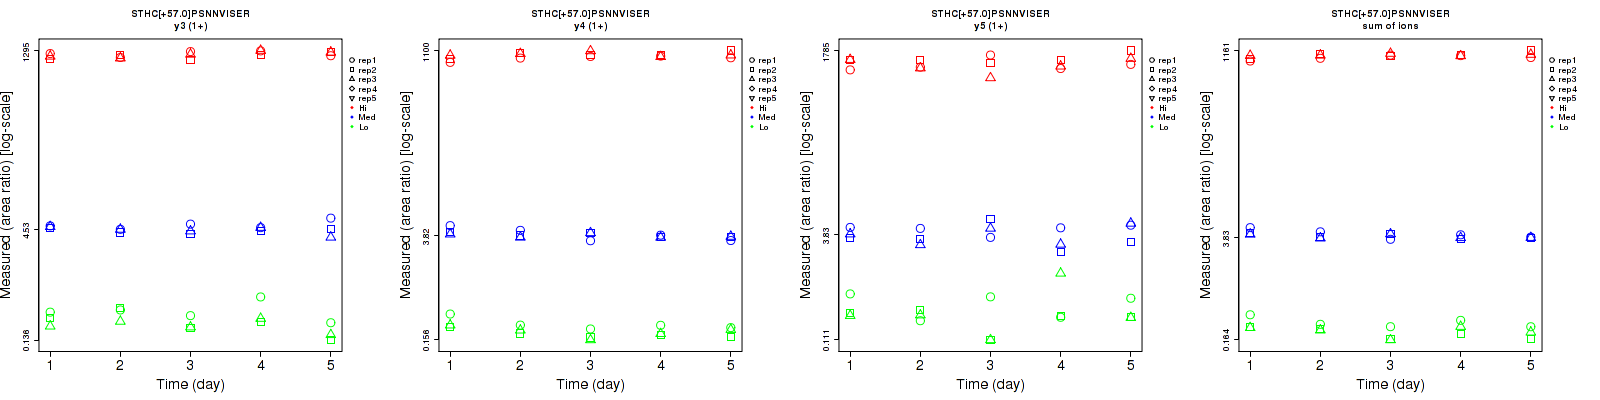 STHC[+57.0]PSNNVISER
y3 (1+)
Measured (area ratio) [log-scale]
1295
4.53
0.136
1
2
3
4
5
Time (day)
rep1
rep2
rep3
rep4
rep5
Hi
Med
Lo
STHC[+57.0]PSNNVISER
y4 (1+)
Measured (area ratio) [log-scale]
1100
3.82
0.156
1
2
3
4
5
Time (day)
rep1
rep2
rep3
rep4
rep5
Hi
Med
Lo
STHC[+57.0]PSNNVISER
y5 (1+)
Measured (area ratio) [log-scale]
1785
3.83
0.111
1
2
3
4
5
Time (day)
rep1
rep2
rep3
rep4
rep5
Hi
Med
Lo
STHC[+57.0]PSNNVISER
sum of ions
Measured (area ratio) [log-scale]
1161
3.83
0.164
1
2
3
4
5
Time (day)
rep1
rep2
rep3
rep4
rep5
Hi
Med
Lo